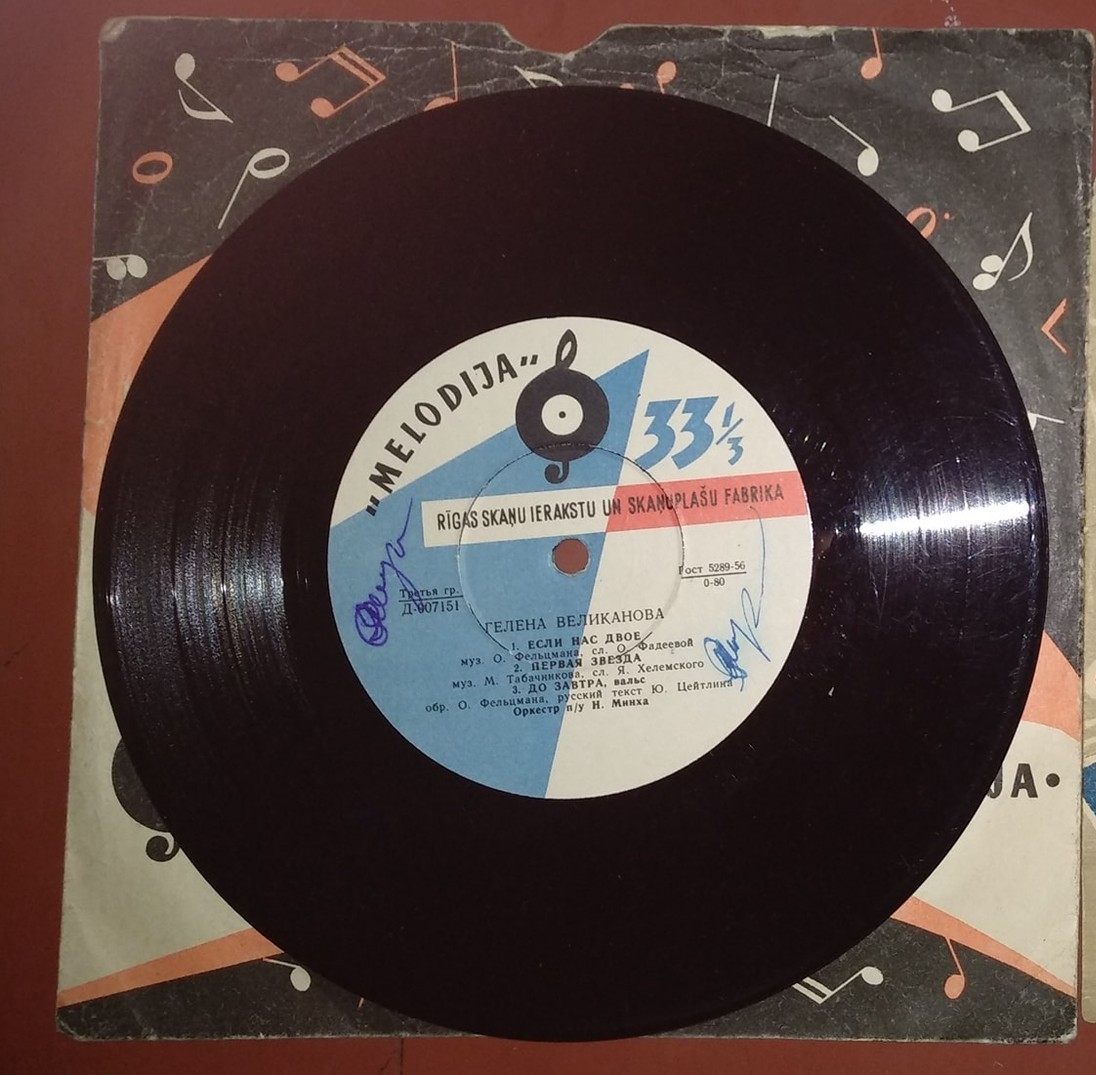 „MELODIJA"
33⅓
RĪGAS SKAŅU IERAKSTU UN SKAŅUPLAŠU FABRIKA
Третья гр.
Д-007151
Гост 5289-56
0-80
ГЕЛЕНА ВЕЛИКАНОВА
1. ЕСЛИ НАС ДВОЕ
муз. О. Фельцмана, сл. О. Фадеевой
2. ПЕРВАЯ ЗВЕЗДА
муз. М. Табачникова, сл. Я. Хелемского
3. ДО ЗАВТРА, вальс
обр. О. Фельцмана, русский текст Ю. Цейтлина
Оркестр п/у Н. Минха
JA•